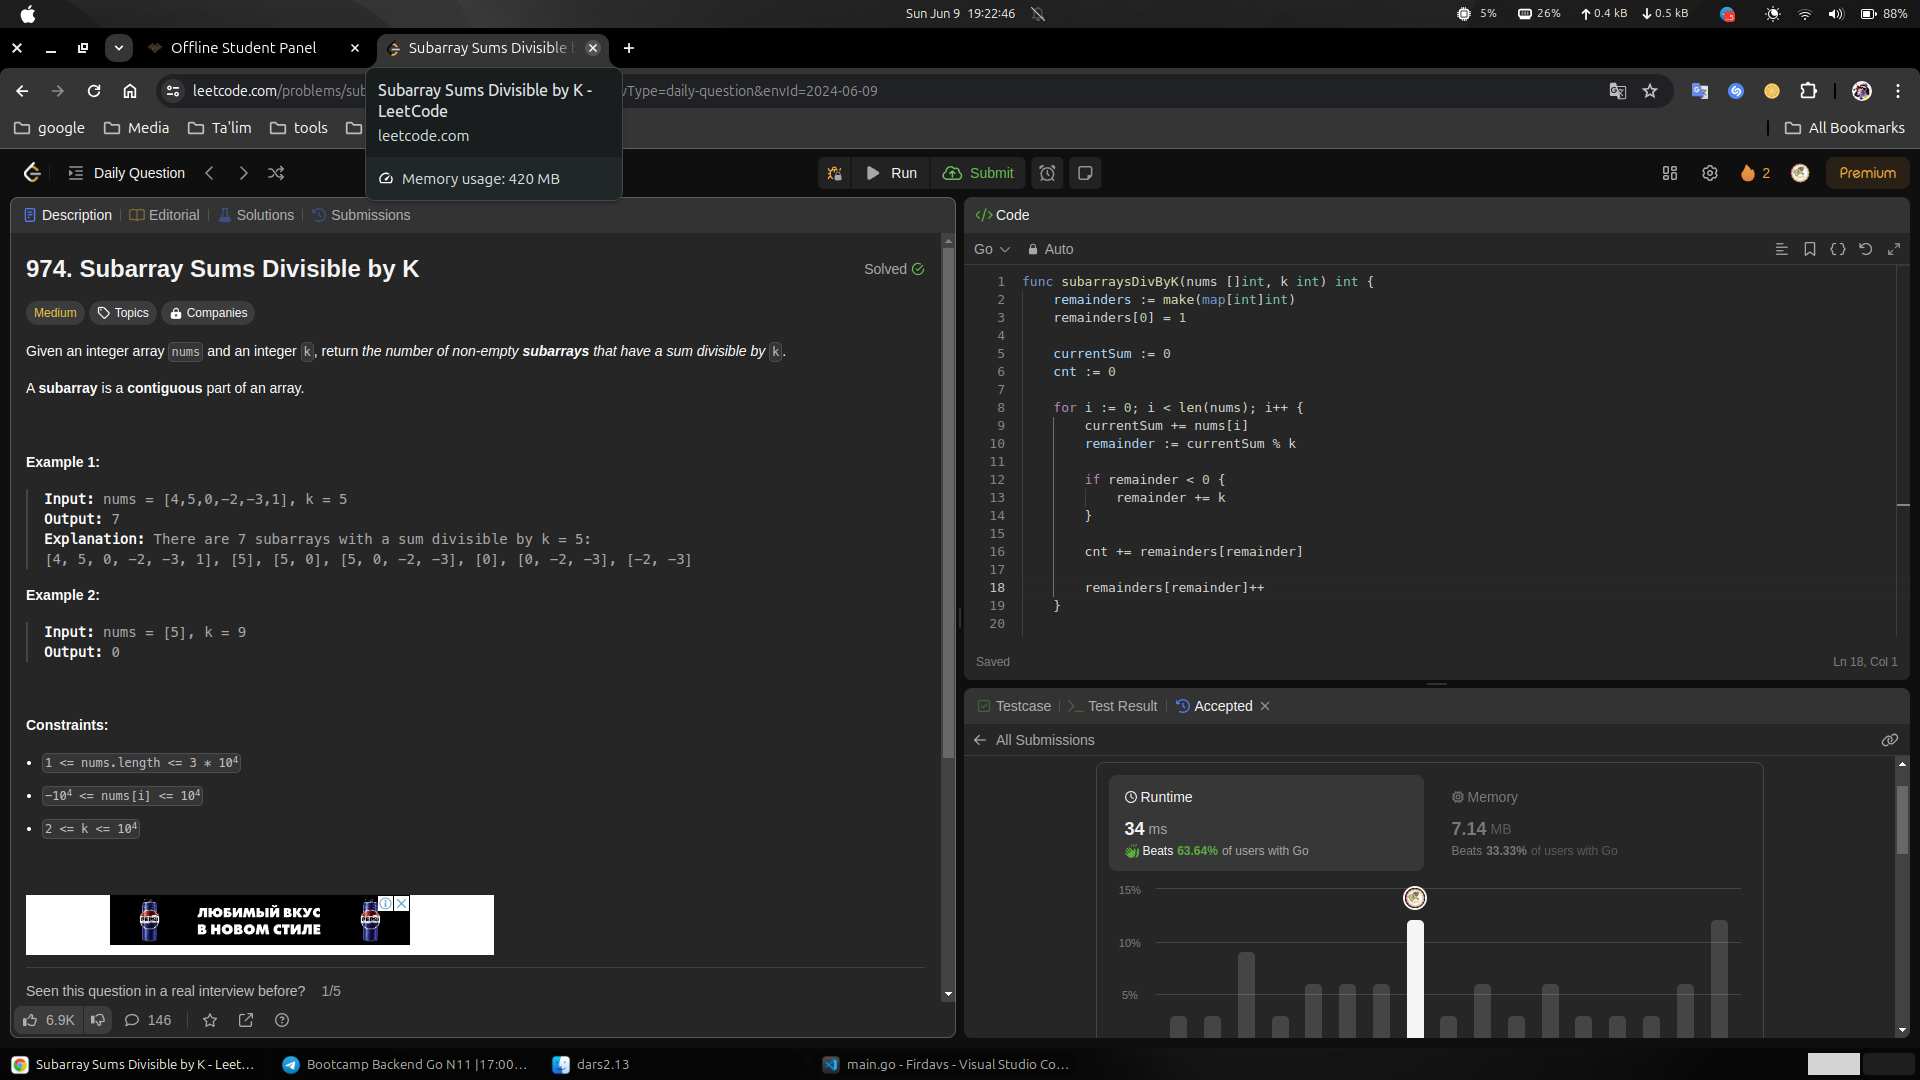 Sun Jun 9 19:22:46
5%
26%
0.4 kB
0.5 kB
88%
Offline Student Panel
Subarray Sums Divisible b
leetcode.com/problems/sub
vType=daily-question&envId=2024-06-09
Subarray Sums Divisible by K -
LeetCode
leetcode.com
Memory usage: 420 MB
google
Media
Ta'lim
tools
All Bookmarks
Daily Question
Run
Submit
2
Premium
Description
Editorial
Solutions
Submissions
974. Subarray Sums Divisible by K
Solved
Medium
Topics
Companies
Given an integer array nums and an integer k, return the number of non-empty subarrays that have a sum divisible by k.
A subarray is a contiguous part of an array.
Example 1:
Input: nums = [4,5,0,-2,-3,1], k = 5
Output: 7
Explanation: There are 7 subarrays with a sum divisible by k = 5:
[4, 5, 0, -2, -3, 1], [5], [5, 0], [5, 0, -2, -3], [0], [0, -2, -3], [-2, -3]
Example 2:
Input: nums = [5], k = 9
Output: 0
Constraints:
1 <= nums.length <= 3 * 10⁴
-10⁴ <= nums[i] <= 10⁴
2 <= k <= 10⁴
PEPSI
ЛЮБИМЫЙ ВКУС
В НОВОМ СТИЛЕ
PEPSI
Seen this question in a real interview before? 1/5
6.9K
146
Code
Go
Auto
1 func subarraysDivByK(nums []int, k int) int {
2 remainders := make(map[int]int)
3 remainders[0] = 1
4
5 currentSum := 0
6 cnt := 0
7
8 for i := 0; i < len(nums); i++ {
9 currentSum += nums[i]
10 remainder := currentSum % k
11
12 if remainder < 0 {
13 remainder += k
14 }
15
16 cnt += remainders[remainder]
17
18 remainders[remainder]++
19 }
20
Saved
Ln 18, Col 1
Testcase
Test Result
Accepted
All Submissions
Runtime
34 ms
Beats 63.64% of users with Go
Memory
7.14 MB
Beats 33.33% of users with Go
15%
10%
5%
Subarray Sums Divisible by K - Leet...
Bootcamp Backend Go N11 |17:00...
dars2.13
main.go - Firdavs - Visual Studio Co...